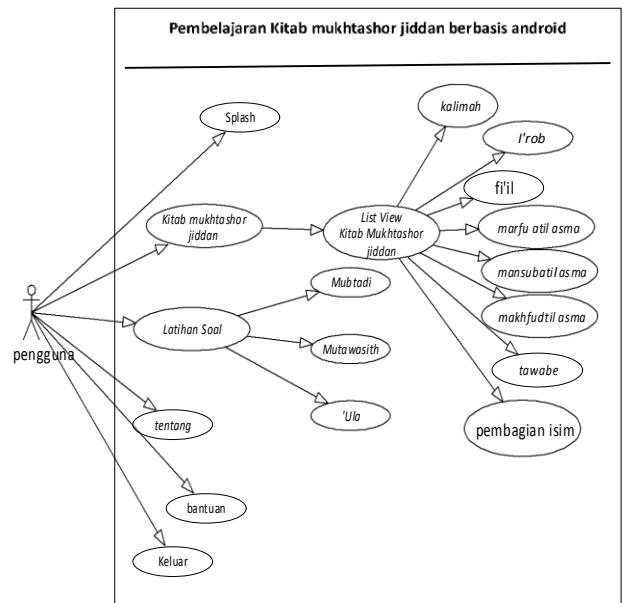 Pembelajaran Kitab mukhtashor jiddan berbasis android
Splash
Kitab mukhtashor
jiddan
List View
Kitab Mukhtashor
jiddan
kalimah
I'rob
fi'il
marfu atil asma
mansubatil asma
makhfudtil asma
tawabe
pembagian isim
Latihan Soal
Mubtadi
Mutawasith
'Ula
pengguna
tentang
bantuan
Keluar